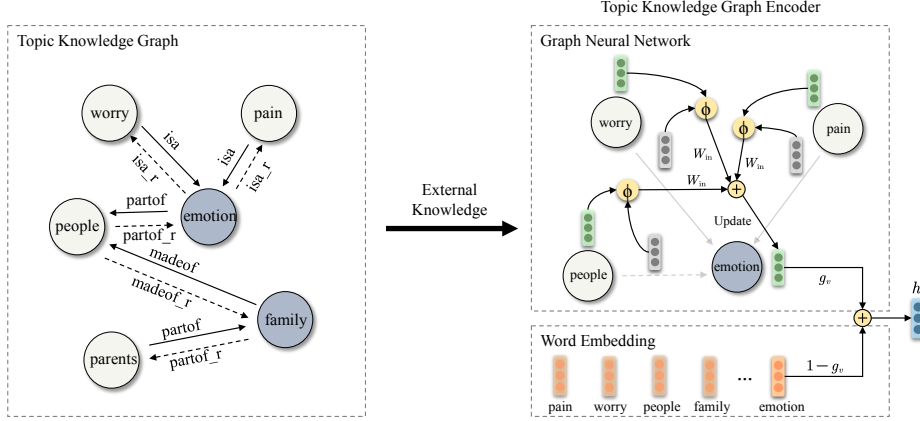 Topic Knowledge Graph Encoder
Topic Knowledge Graph
worry
pain
isa
isa_r
isa
isa_r
emotion
people
partof
partof_r
madeof
madeof_r
family
parents
partof
partof_r
External
Knowledge
Graph Neural Network
worry
pain
ϕ
ϕ
W_in
W_in
ϕ
W_in
+
Update
people
emotion
g_v
+
h
Word Embedding
...
1 − g_v
pain worry people family emotion